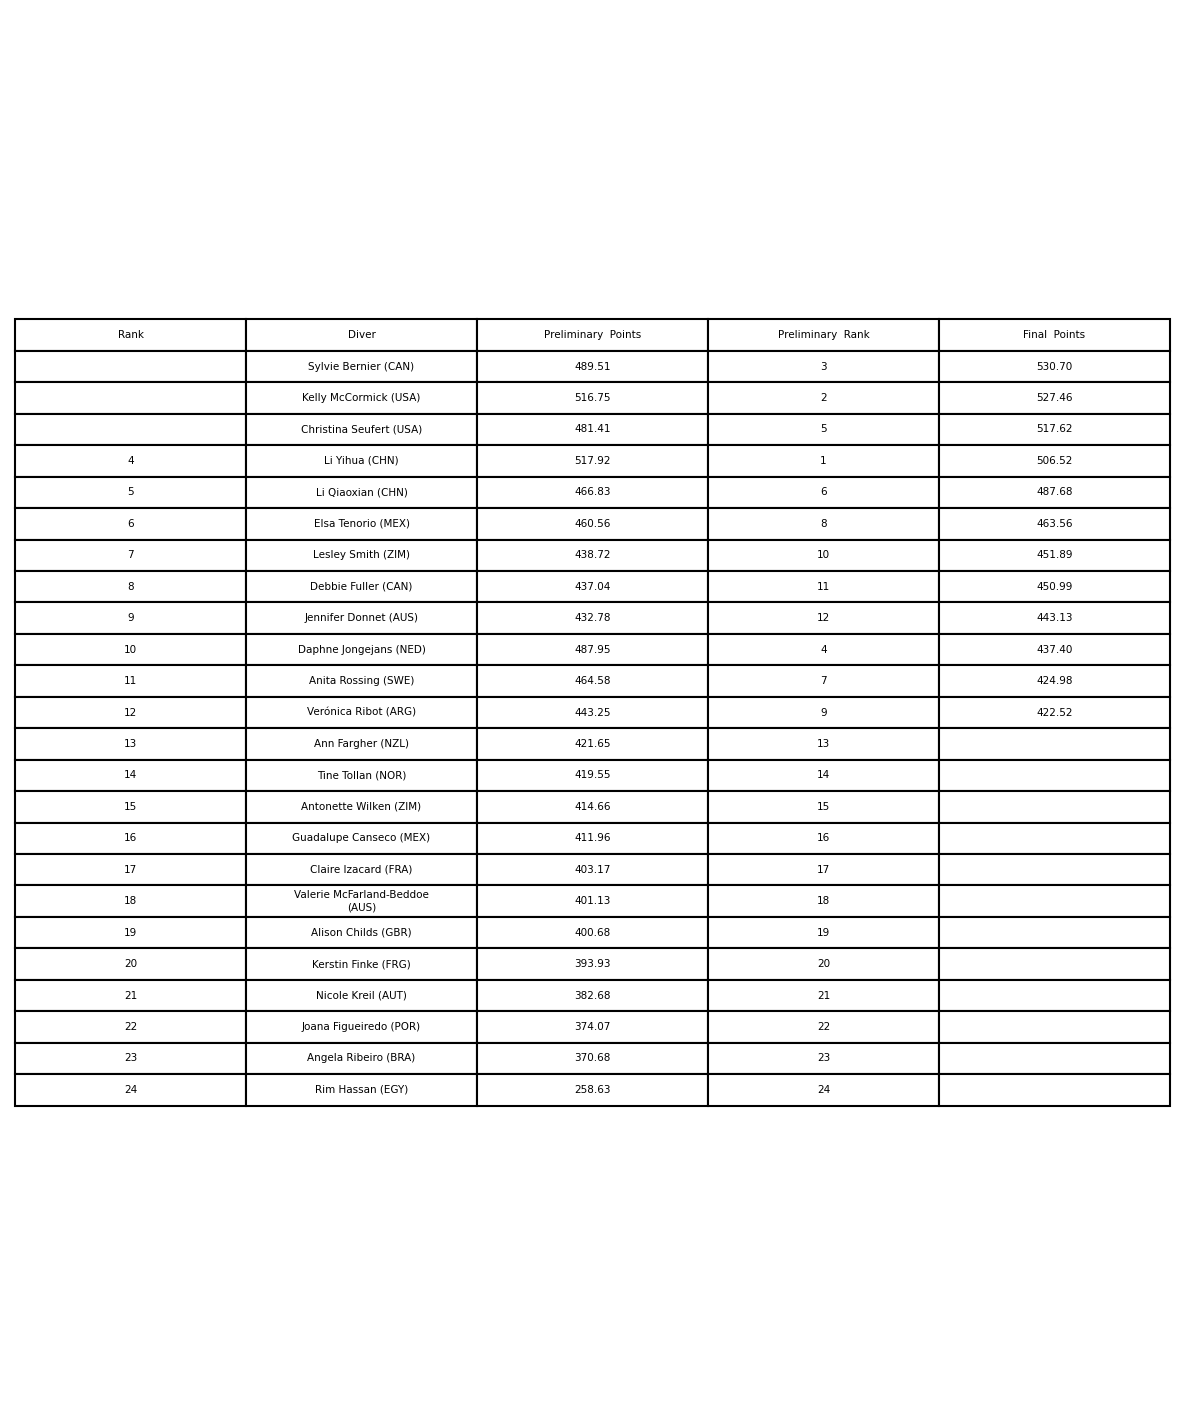 Rank Diver Preliminary Points Preliminary Rank Final Points
Sylvie Bernier (CAN) 489.51 3 530.70
Kelly McCormick (USA) 516.75 2 527.46
Christina Seufert (USA) 481.41 5 517.62
4 Li Yihua (CHN) 517.92 1 506.52
5 Li Qiaoxian (CHN) 466.83 6 487.68
6 Elsa Tenorio (MEX) 460.56 8 463.56
7 Lesley Smith (ZIM) 438.72 10 451.89
8 Debbie Fuller (CAN) 437.04 11 450.99
9 Jennifer Donnet (AUS) 432.78 12 443.13
10 Daphne Jongejans (NED) 487.95 4 437.40
11 Anita Rossing (SWE) 464.58 7 424.98
12 Verónica Ribot (ARG) 443.25 9 422.52
13 Ann Fargher (NZL) 421.65 13
14 Tine Tollan (NOR) 419.55 14
15 Antonette Wilken (ZIM) 414.66 15
16 Guadalupe Canseco (MEX) 411.96 16
17 Claire Izacard (FRA) 403.17 17
18 Valerie McFarland-Beddoe
(AUS) 401.13 18
19 Alison Childs (GBR) 400.68 19
20 Kerstin Finke (FRG) 393.93 20
21 Nicole Kreil (AUT) 382.68 21
22 Joana Figueiredo (POR) 374.07 22
23 Angela Ribeiro (BRA) 370.68 23
24 Rim Hassan (EGY) 258.63 24